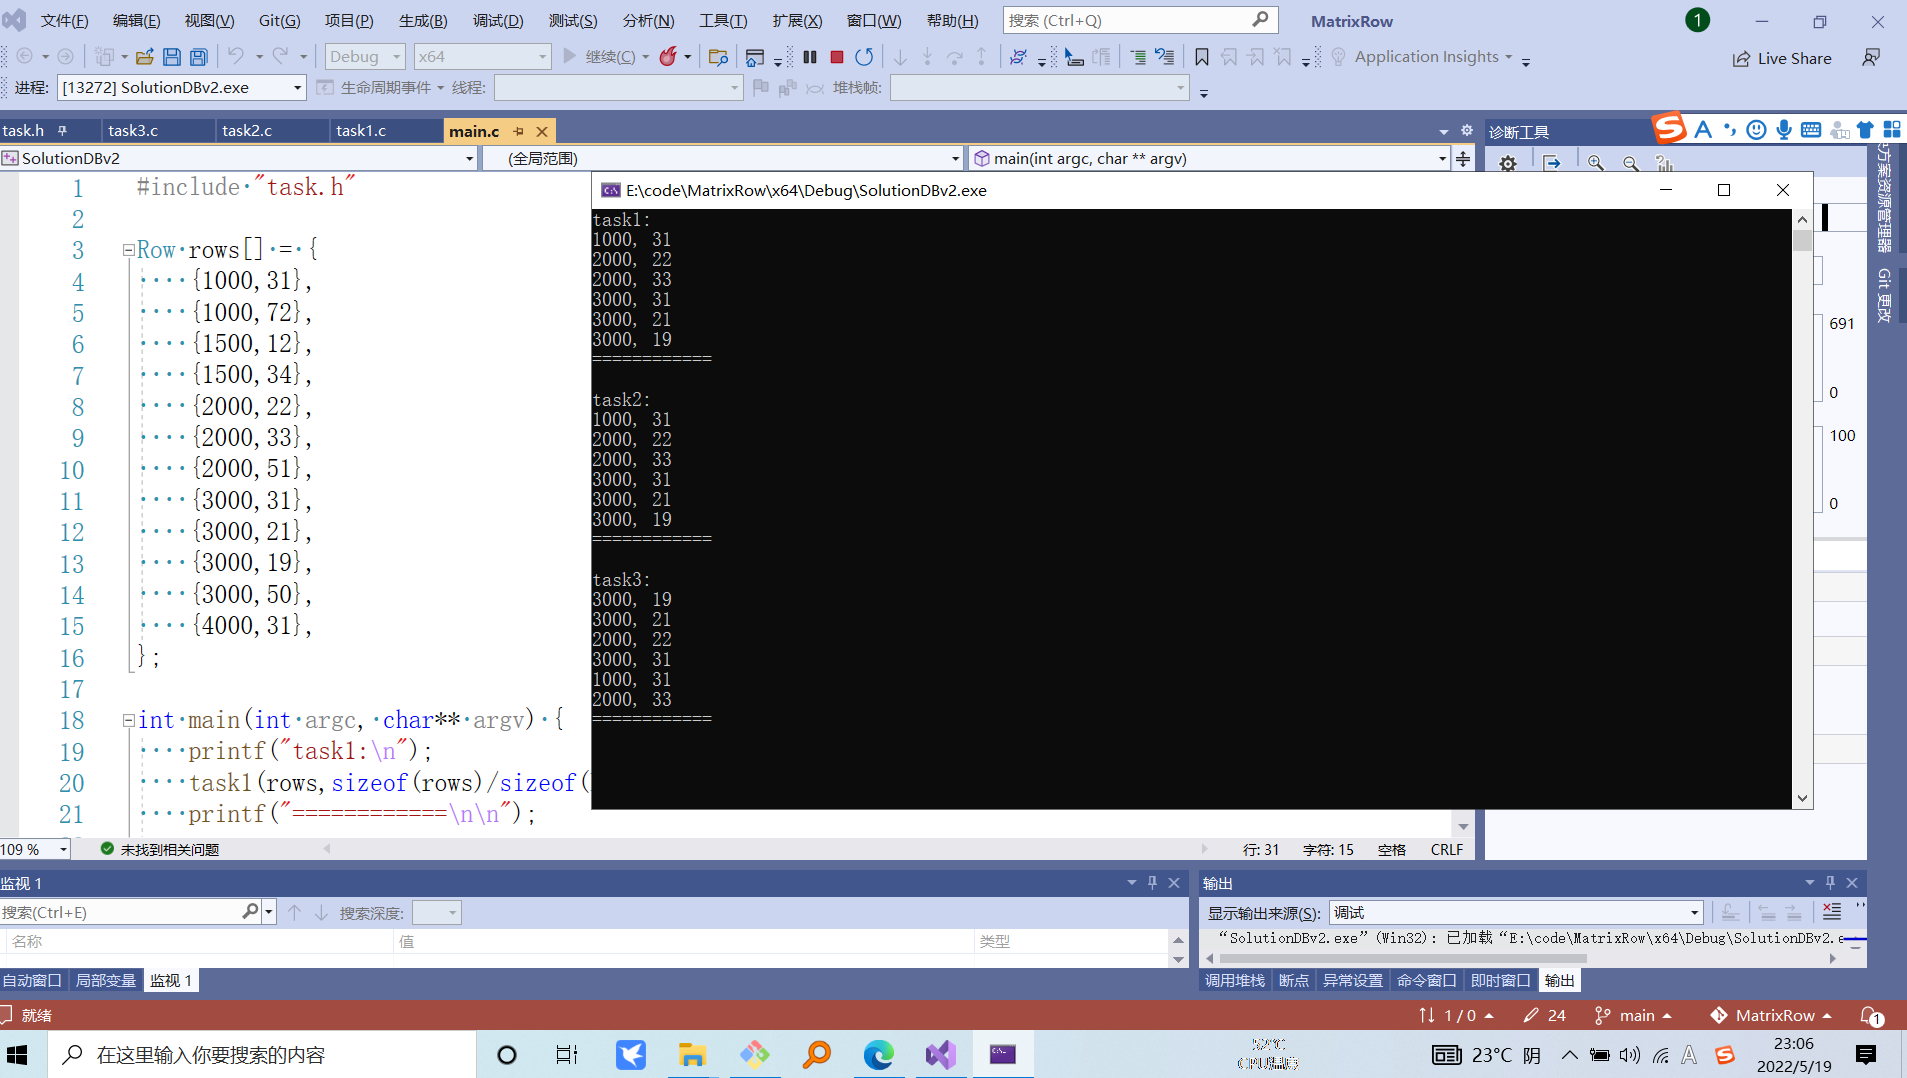 文件(F) 编辑(E) 视图(V) Git(G) 项目(P) 生成(B) 调试(D) 测试(S) 分析(N) 工具(T) 扩展(X) 窗口(W) 帮助(H) 搜索 (Ctrl+Q) MatrixRow 1
Debug x64 继续(C) Application Insights Live Share
进程: [13272] SolutionDBv2.exe 生命周期事件 线程: 堆栈帧:
task.h task3.c task2.c task1.c main.c 诊断工具
SolutionDBv2 (全局范围) main(int argc, char ** argv)
1 #include "task.h"
2
3 Row rows[] = {
4 {1000,31},
5 {1000,72},
6 {1500,12},
7 {1500,34},
8 {2000,22},
9 {2000,33},
10 {2000,51},
11 {3000,31},
12 {3000,21},
13 {3000,19},
14 {3000,50},
15 {4000,31},
16 };
17
18 int main(int argc, char** argv) {
19 printf("task1:\n");
20 task1(rows,sizeof(rows)/sizeof(
21 printf("============\n\n");
E:\code\MatrixRow\x64\Debug\SolutionDBv2.exe
task1:
1000, 31
2000, 22
2000, 33
3000, 31
3000, 21
3000, 19
============
task2:
1000, 31
2000, 22
2000, 33
3000, 31
3000, 21
3000, 19
============
task3:
3000, 19
3000, 21
2000, 22
3000, 31
1000, 31
2000, 33
============
方案资源管理器
Git 更改
691
0
100
0
109 % 未找到相关问题 行: 31 字符: 15 空格 CRLF
监视 1
搜索(Ctrl+E) 搜索深度:
名称 值 类型
自动窗口 局部变量 监视 1
输出
显示输出来源(S): 调试
“SolutionDBv2.exe”(Win32): 已加载“E:\code\MatrixRow\x64\Debug\SolutionDBv2.e
调用堆栈 断点 异常设置 命令窗口 即时窗口 输出
就绪 1 / 0 24 main MatrixRow 1
在这里输入你要搜索的内容
52℃
CPU温度
23°C 阴
23:06
2022/5/19